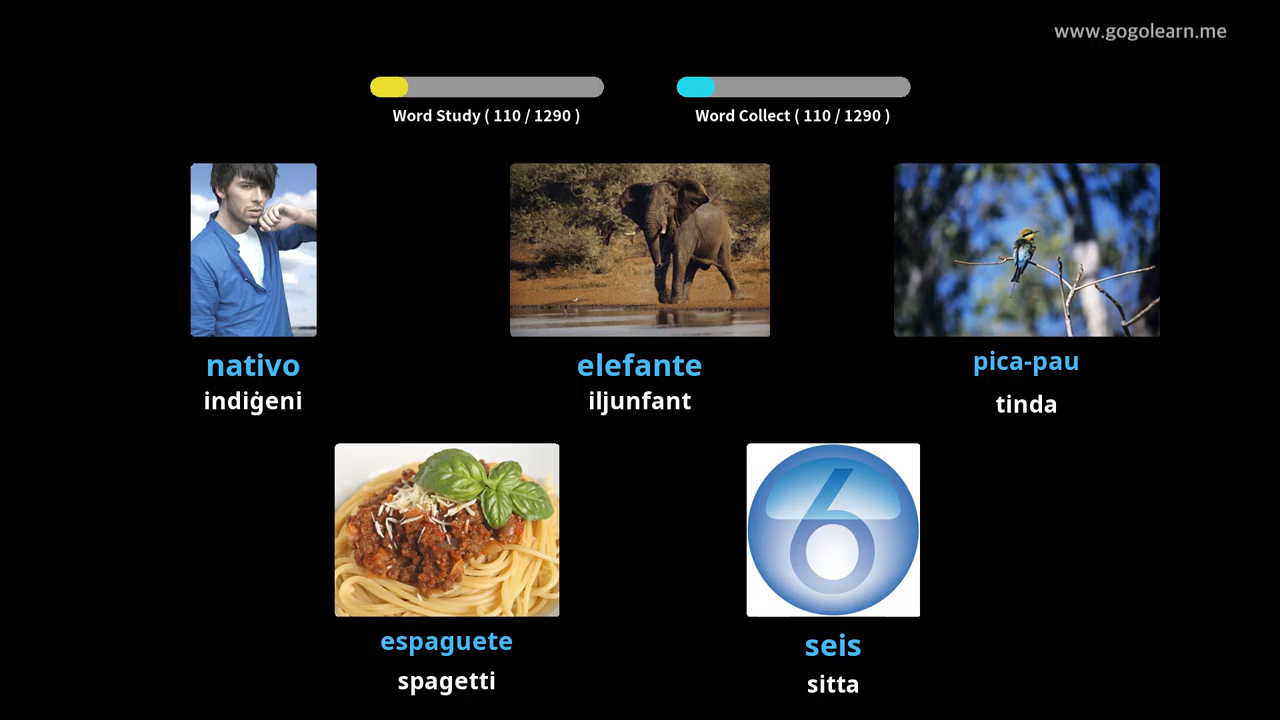 www.gogolearn.me
Word Study ( 110 / 1290 )
Word Collect ( 110 / 1290 )
nativo
indiġeni
elefante
iljunfant
pica-pau
tinda
6
espaguete
spagetti
seis
sitta